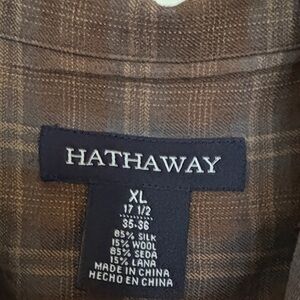 HATHAWAY
XL
17 1/2
35-36
85% SILK
15% WOOL
85% SEDA
15% LANA
MADE IN CHINA
HECHO EN CHINA